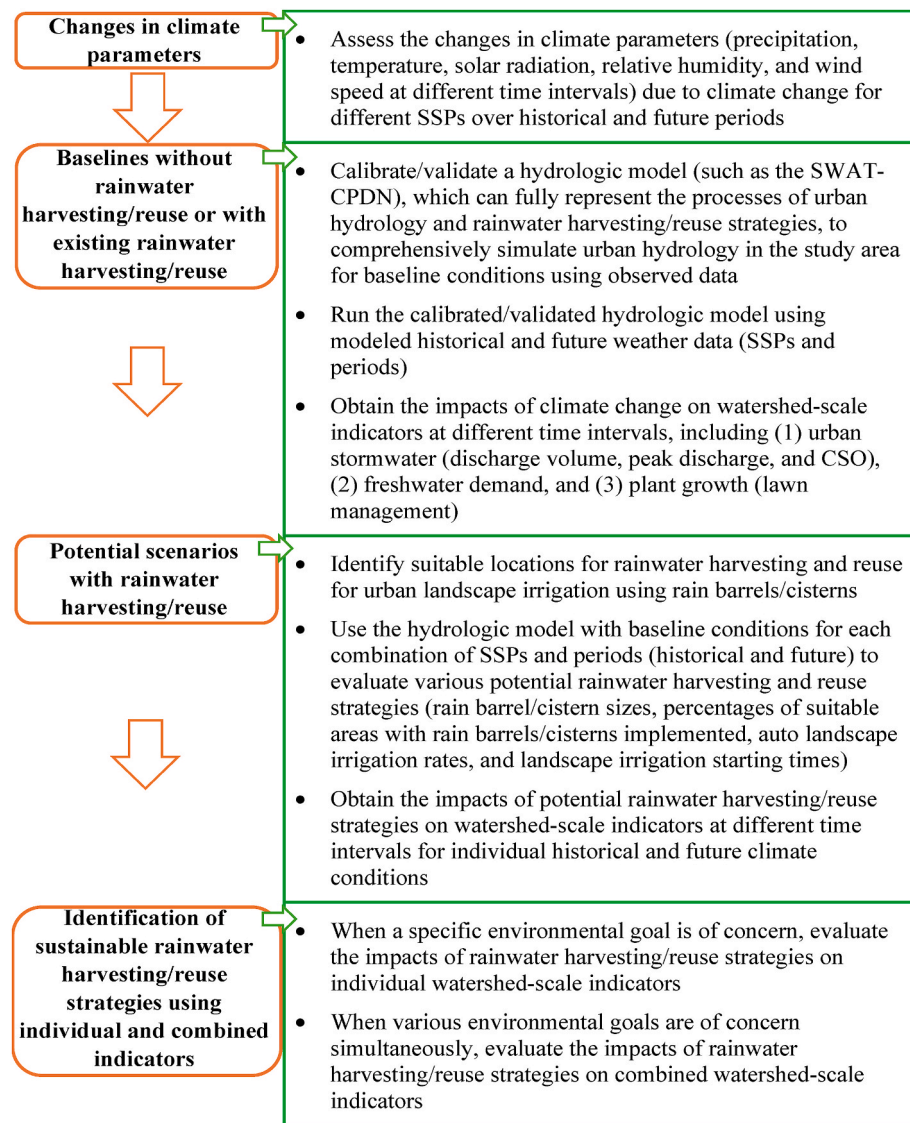 Changes in climate
parameters
• Assess the changes in climate parameters (precipitation,
temperature, solar radiation, relative humidity, and wind
speed at different time intervals) due to climate change for
different SSPs over historical and future periods
Baselines without
rainwater
harvesting/reuse or with
existing rainwater
harvesting/reuse
• Calibrate/validate a hydrologic model (such as the SWAT-
CPDN), which can fully represent the processes of urban
hydrology and rainwater harvesting/reuse strategies, to
comprehensively simulate urban hydrology in the study area
for baseline conditions using observed data
• Run the calibrated/validated hydrologic model using
modeled historical and future weather data (SSPs and
periods)
• Obtain the impacts of climate change on watershed-scale
indicators at different time intervals, including (1) urban
stormwater (discharge volume, peak discharge, and CSO),
(2) freshwater demand, and (3) plant growth (lawn
management)
Potential scenarios
with rainwater
harvesting/reuse
• Identify suitable locations for rainwater harvesting and reuse
for urban landscape irrigation using rain barrels/cisterns
• Use the hydrologic model with baseline conditions for each
combination of SSPs and periods (historical and future) to
evaluate various potential rainwater harvesting and reuse
strategies (rain barrel/cistern sizes, percentages of suitable
areas with rain barrels/cisterns implemented, auto landscape
irrigation rates, and landscape irrigation starting times)
• Obtain the impacts of potential rainwater harvesting/reuse
strategies on watershed-scale indicators at different time
intervals for individual historical and future climate
conditions
Identification of
sustainable rainwater
harvesting/reuse
strategies using
individual and combined
indicators
• When a specific environmental goal is of concern, evaluate
the impacts of rainwater harvesting/reuse strategies on
individual watershed-scale indicators
• When various environmental goals are of concern
simultaneously, evaluate the impacts of rainwater
harvesting/reuse strategies on combined watershed-scale
indicators